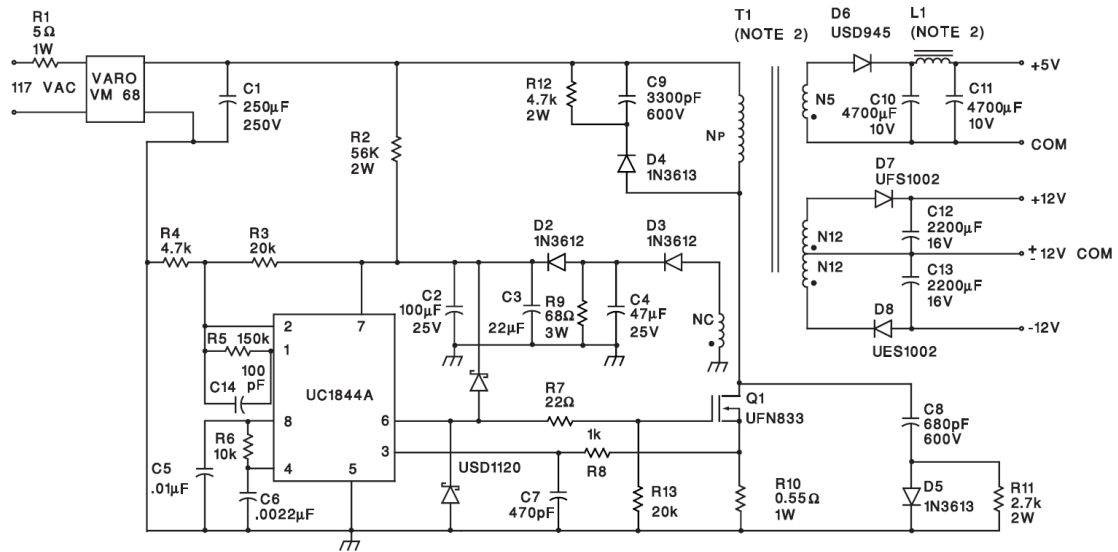 R1
5Ω
1W
117 VAC
VARO
VM 68
C1
250µF
250V
R2
56K
2W
R12
4.7k
2W
C9
3300pF
600V
D4
1N3613
T1
(NOTE 2)
NP
D6
USD945
L1
(NOTE 2)
N5
C10
4700µF
10V
C11
4700µF
10V
+5V
COM
D7
UFS1002
N12
N12
C12
2200µF
16V
C13
2200µF
16V
D8
UES1002
+12V
±12V COM
-12V
R4
4.7k
R3
20k
D2
1N3612
D3
1N3612
C2
100µF
25V
C3
22µF
R9
68Ω
3W
C4
47µF
25V
NC
R5 150k
C14
100
pF
2
1
7
UC1844A
8
4
5
6
3
R6
10k
C5
.01µF
C6
.0022µF
USD1120
R7
22Ω
1k
R8
C7
470pF
R13
20k
Q1
UFN833
R10
0.55Ω
1W
C8
680pF
600V
D5
1N3613
R11
2.7k
2W